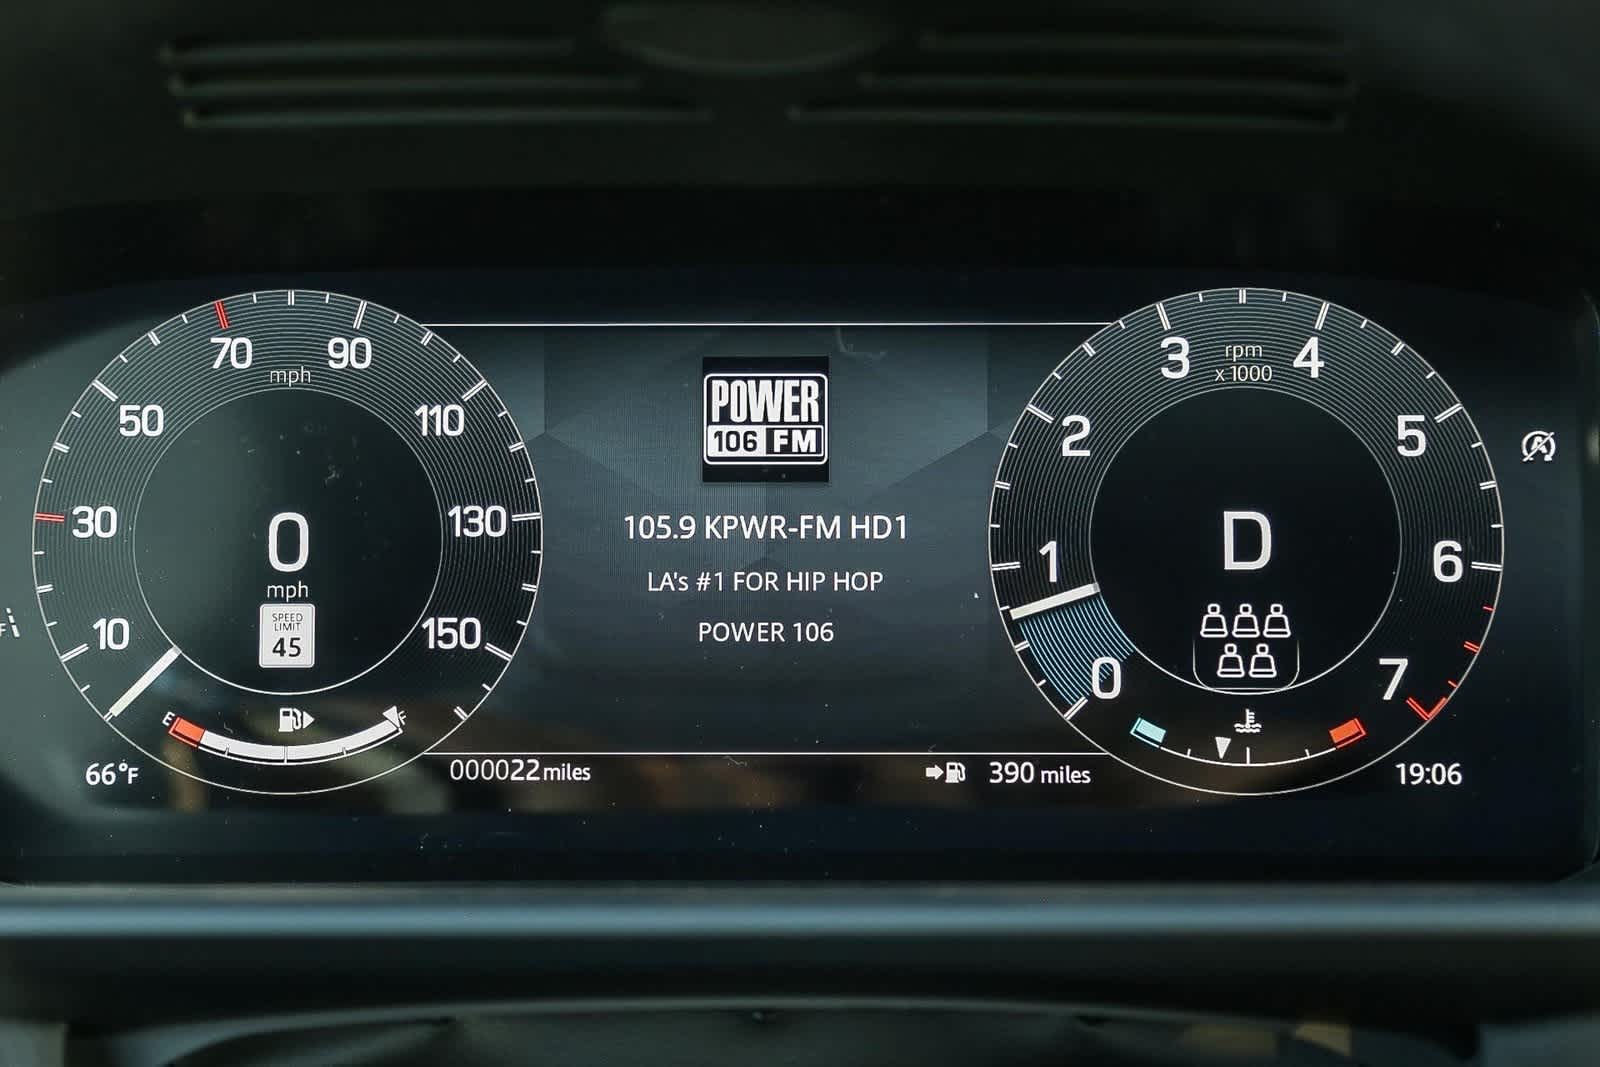 70
90
mph
50
110
30
130
0
mph
SPEED
LIMIT
45
10
150
E
F
66°F
000022 miles
POWER
106 FM
105.9 KPWR-FM HD1
LA's #1 FOR HIP HOP
POWER 106
390 miles
3
rpm
x 1000
4
2
5
1
D
6
0
7
19:06
A